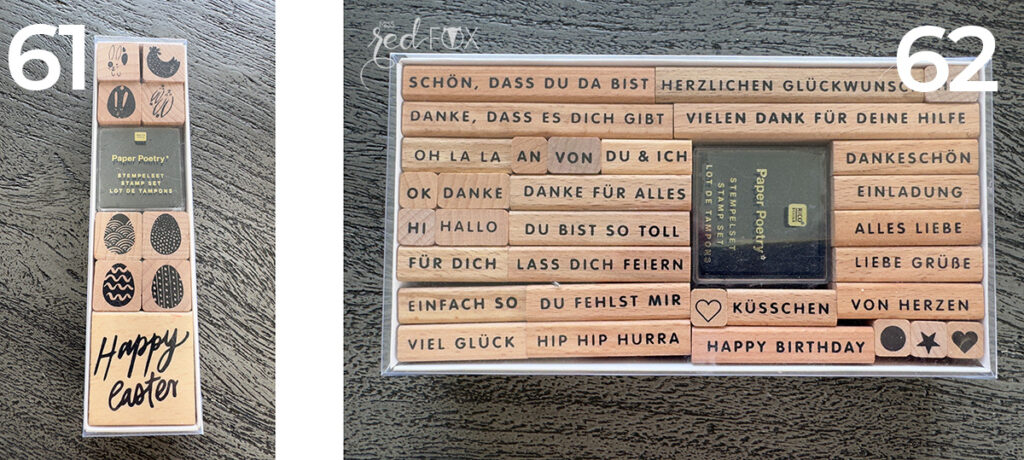 61
Paper Poetry*
STEMPELSET
STAMP SET
LOT DE TAMPONS
Happy
easter
62
red FOX
SCHÖN, DASS DU DA BIST
HERZLICHEN GLÜCKWUNSCH
DANKE, DASS ES DICH GIBT
VIELEN DANK FÜR DEINE HILFE
OH LA LA
AN
VON
DU & ICH
DANKESCHÖN
OK
DANKE
DANKE FÜR ALLES
EINLADUNG
HI
HALLO
DU BIST SO TOLL
ALLES LIEBE
FÜR DICH
LASS DICH FEIERN
LIEBE GRÜßE
Paper Poetry*
STEMPELSET
STAMP SET
LOT DE TAMPONS
EINFACH SO
DU FEHLST MIR
KÜSSCHEN
VON HERZEN
VIEL GLÜCK
HIP HIP HURRA
HAPPY BIRTHDAY